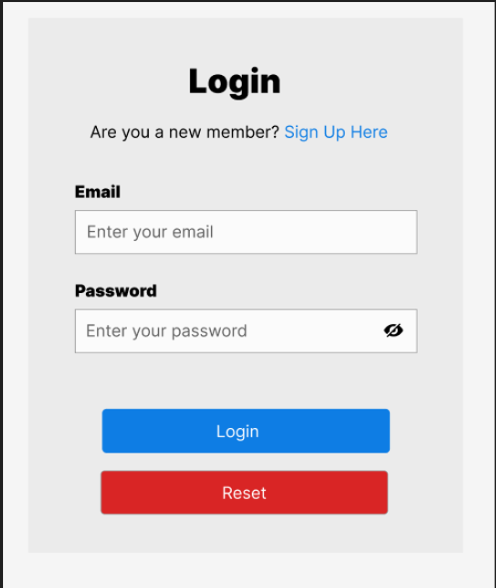 Login
Are you a new member? Sign Up Here
Email
Enter your email
Password
Enter your password
Login
Reset